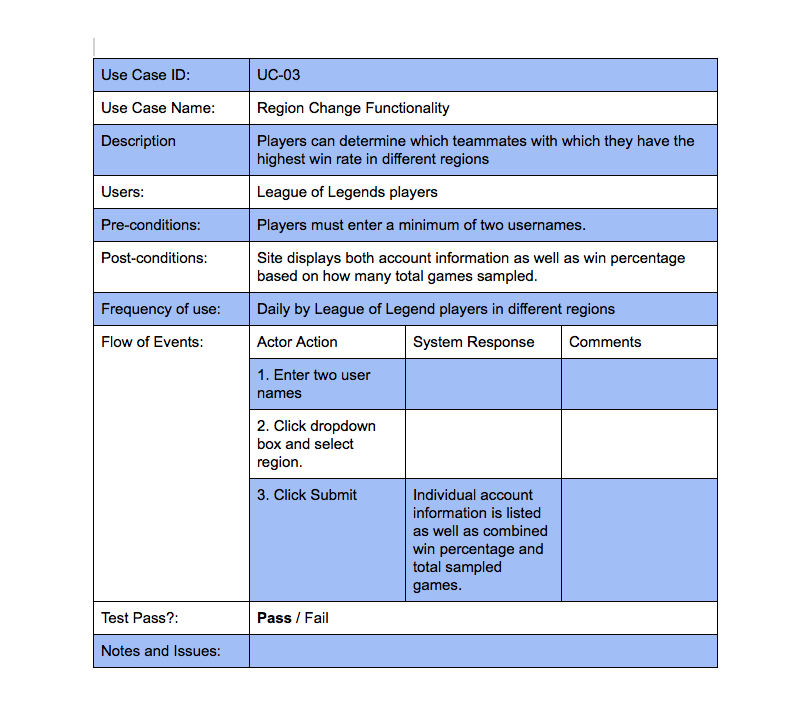 Use Case ID: UC-03
Use Case Name: Region Change Functionality
Description Players can determine which teammates with which they have the
highest win rate in different regions
Users: League of Legends players
Pre-conditions: Players must enter a minimum of two usernames.
Post-conditions: Site displays both account information as well as win percentage
based on how many total games sampled.
Frequency of use: Daily by League of Legend players in different regions
Flow of Events: Actor Action System Response Comments
1. Enter two user
names
2. Click dropdown
box and select
region.
3. Click Submit
Individual account
information is listed
as well as combined
win percentage and
total sampled
games.
Test Pass?: Pass / Fail
Notes and Issues: